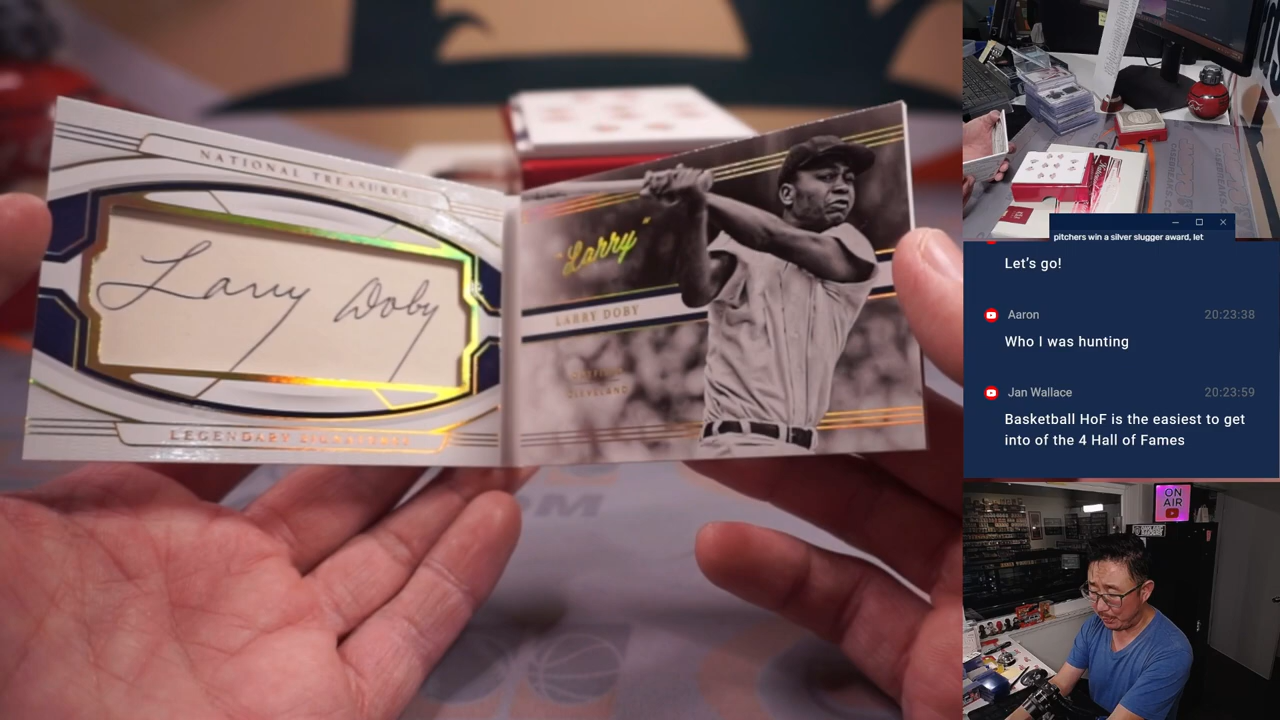 NATIONAL TREASURES
Larry Doby
LEGENDARY SIGNATURES
"Larry"
LARRY DOBY
CLEVELAND
pitchers win a silver slugger award, let
Let's go!
Aaron 20:23:38
Who I was hunting
Jan Wallace 20:23:59
Basketball HoF is the easiest to get
into of the 4 Hall of Fames
ON
AIR